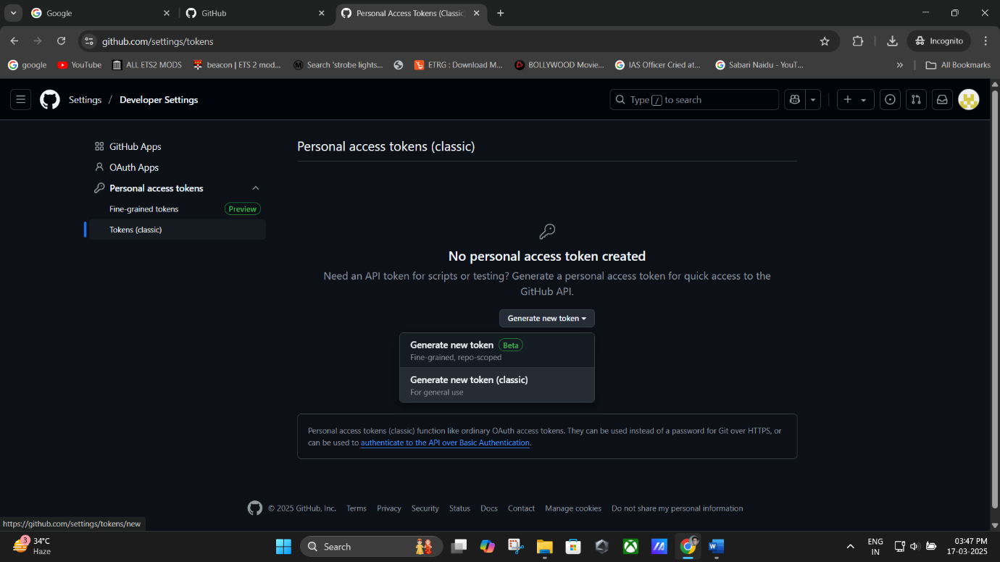 Google
GitHub
Personal Access Tokens (Classic
github.com/settings/tokens
Incognito
google
YouTube
ALL ETS2 MODS
beacon | ETS 2 mod...
Search 'strobe lights...
ETRG : Download M...
BOLLYWOOD Movie...
IAS Officer Cried at...
Sabari Naidu - YouT...
»
All Bookmarks
Settings / Developer Settings
Type / to search
GitHub Apps
OAuth Apps
Personal access tokens
Fine-grained tokens
Preview
Tokens (classic)
Personal access tokens (classic)
No personal access token created
Need an API token for scripts or testing? Generate a personal access token for quick access to the
GitHub API.
Generate new token
Generate new token Beta
Fine-grained, repo-scoped
Generate new token (classic)
For general use
Personal access tokens (classic) function like ordinary OAuth access tokens. They can be used instead of a password for Git over HTTPS, or
can be used to authenticate to the API over Basic Authentication.
© 2025 GitHub, Inc.
Terms
Privacy
Security
Status
Docs
Contact
Manage cookies
Do not share my personal information
https://github.com/settings/tokens/new
3
34°C
Haze
Search
ENG
IN
03:47 PM
17-03-2025